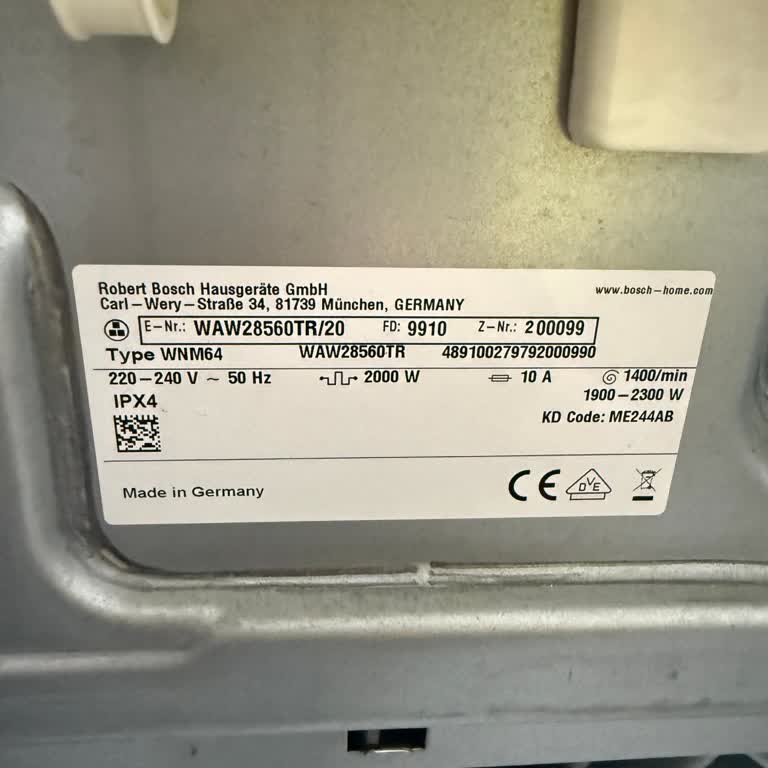 Robert Bosch Hausgeräte GmbH www.bosch-home.com
Carl-Wery-Straße 34, 81739 München, GERMANY
E-Nr.: WAW28560TR/20 FD: 9910 Z-Nr.: 200099
Type WNM64 WAW28560TR 489100279792000990
220-240 V ~ 50 Hz 2000 W 10 A 1400/min
1900-2300 W
IPX4
KD Code: ME244AB
Made in Germany CE DVE